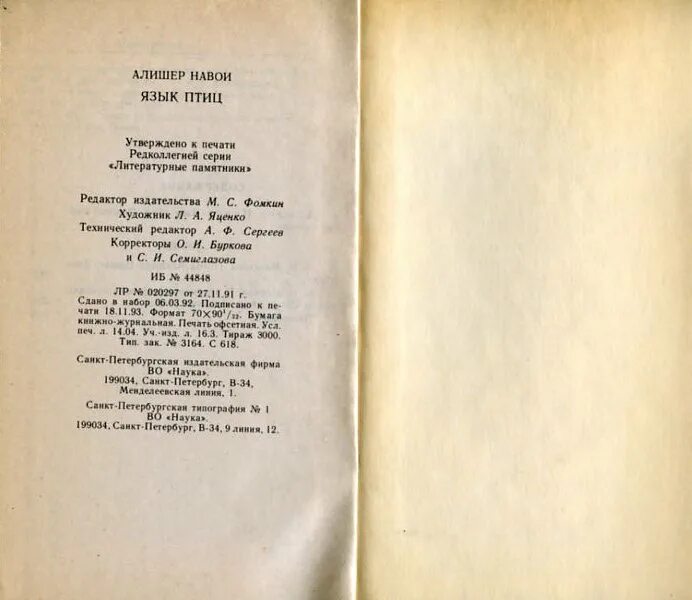 АЛИШЕР НАВОИ
ЯЗЫК ПТИЦ
Утверждено к печати
Редколлегией серии
«Литературные памятники»
Редактор издательства М. С. Фомкин
Художник Л. А. Яценко
Технический редактор А. Ф. Сергеев
Корректоры О. И. Буркова
и С. И. Семиглазова
ИБ № 44848
ЛР № 020297 от 27.11.91 г.
Сдано в набор 06.03.92. Подписано к пе-
чати 18.11.93. Формат 70×90¹/₃₂. Бумага
книжно-журнальная. Печать офсетная. Усл.
печ. л. 14.04. Уч.-изд. л. 16.3. Тираж 3000.
Тип. зак. № 3164. С 618.
Санкт-Петербургская издательская фирма
ВО «Наука».
199034, Санкт-Петербург, В-34,
Менделеевская линия, 1.
Санкт-Петербургская типография № 1
ВО «Наука».
199034, Санкт-Петербург, В-34, 9 линия, 12.